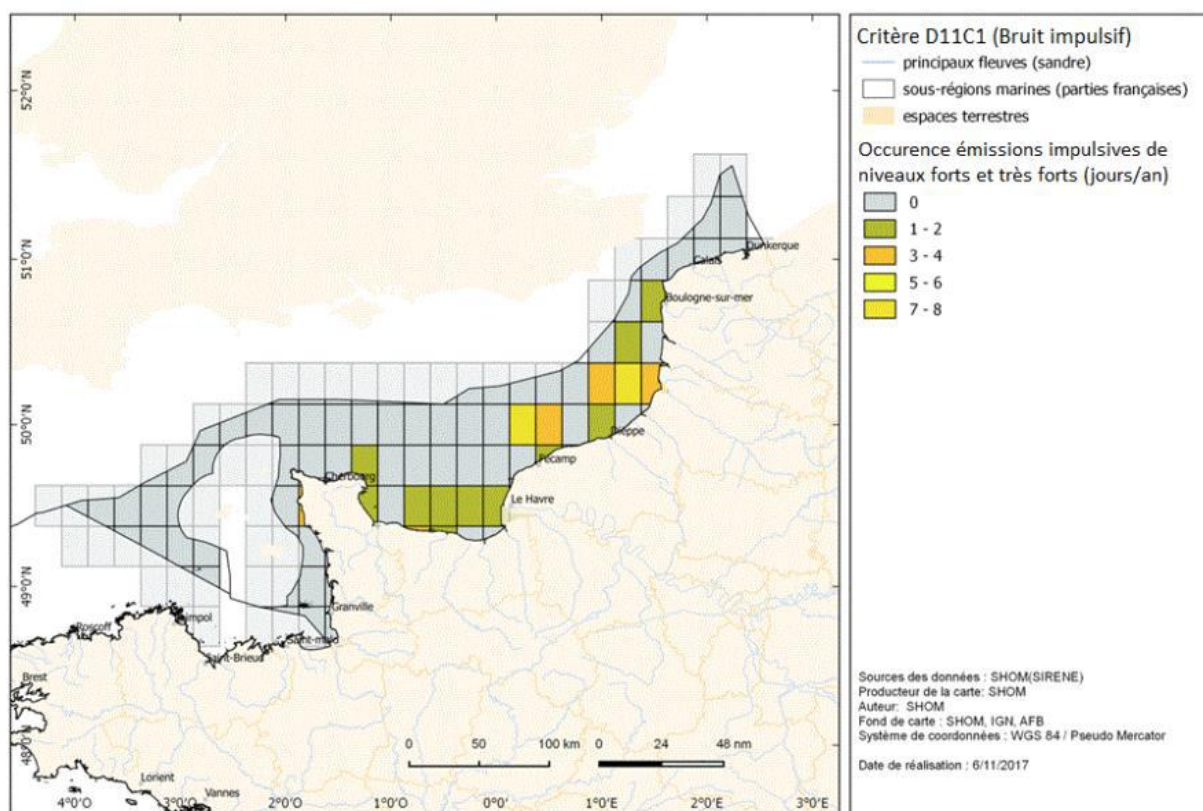 52°0'N
51°0'N
50°0'N
49°0'N
48°0'N
Dunkerque
Calais
Boulogne-sur-mer
Dieppe
Fécamp
Cherbourg
Le Havre
Granville
Roscoff
Paimpol
Saint-malo
Saint-Brieuc
Brest
Lorient
Vannes
0 50 100 km
0 24 48 nm
4°0'O 3°0'O 2°0'O 1°0'O 0°0' 1°0'E 2°0'E 3°0'E
Critère D11C1 (Bruit impulsif)
principaux fleuves (sandre)
sous-régions marines (parties françaises)
espaces terrestres
Occurence émissions impulsives de
niveaux forts et très forts (jours/an)
0
1 - 2
3 - 4
5 - 6
7 - 8
Sources des données : SHOM(SIRENE)
Producteur de la carte: SHOM
Auteur: SHOM
Fond de carte : SHOM, IGN, AFB
Système de coordonnées : WGS 84 / Pseudo Mercator
Date de réalisation : 6/11/2017